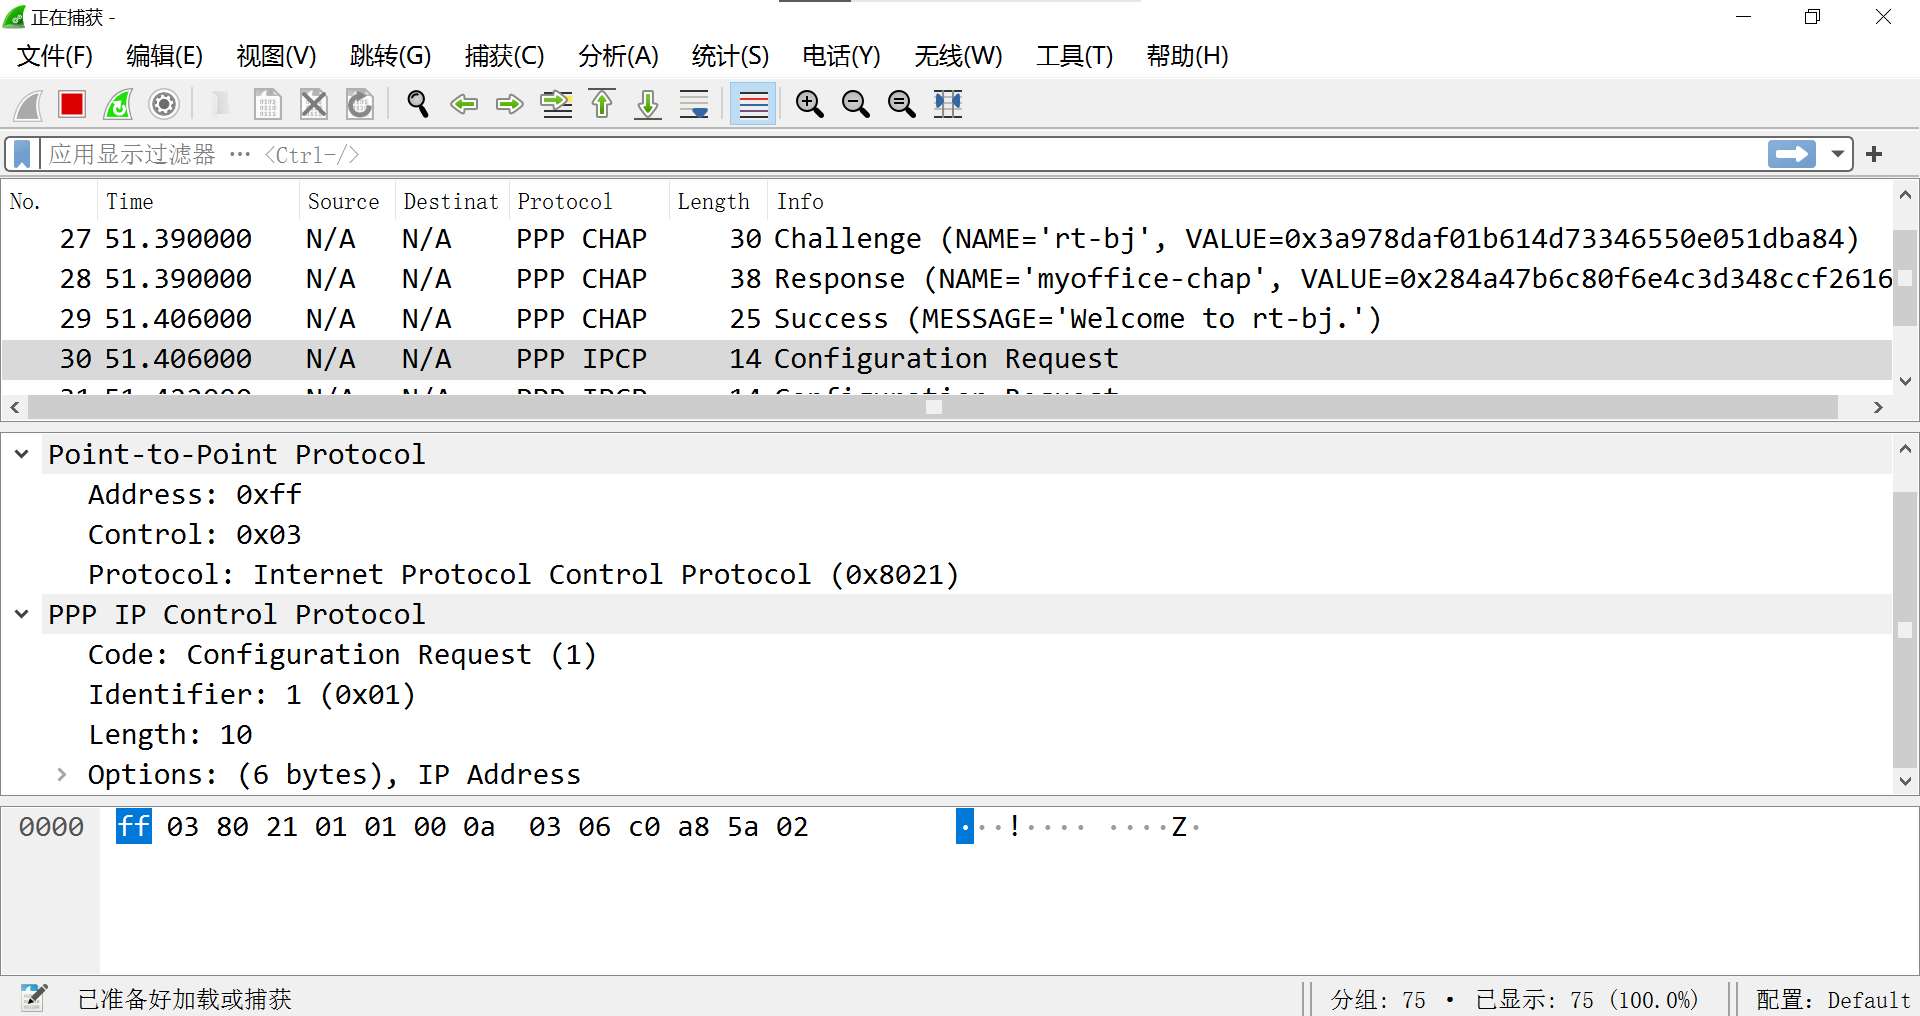 正在捕获 -
文件(F) 编辑(E) 视图(V) 跳转(G) 捕获(C) 分析(A) 统计(S) 电话(Y) 无线(W) 工具(T) 帮助(H)
应用显示过滤器 … <Ctrl-/>
No. Time Source Destinat Protocol Length Info
27 51.390000 N/A N/A PPP CHAP 30 Challenge (NAME='rt-bj', VALUE=0x3a978daf01b614d73346550e051dba84)
28 51.390000 N/A N/A PPP CHAP 38 Response (NAME='myoffice-chap', VALUE=0x284a47b6c80f6e4c3d348ccf2616
29 51.406000 N/A N/A PPP CHAP 25 Success (MESSAGE='Welcome to rt-bj.')
30 51.406000 N/A N/A PPP IPCP 14 Configuration Request
Point-to-Point Protocol
Address: 0xff
Control: 0x03
Protocol: Internet Protocol Control Protocol (0x8021)
PPP IP Control Protocol
Code: Configuration Request (1)
Identifier: 1 (0x01)
Length: 10
Options: (6 bytes), IP Address
0000 ff 03 80 21 01 01 00 0a 03 06 c0 a8 5a 02 ···!···· ····Z·
已准备好加载或捕获 分组: 75 · 已显示: 75 (100.0%) 配置: Default